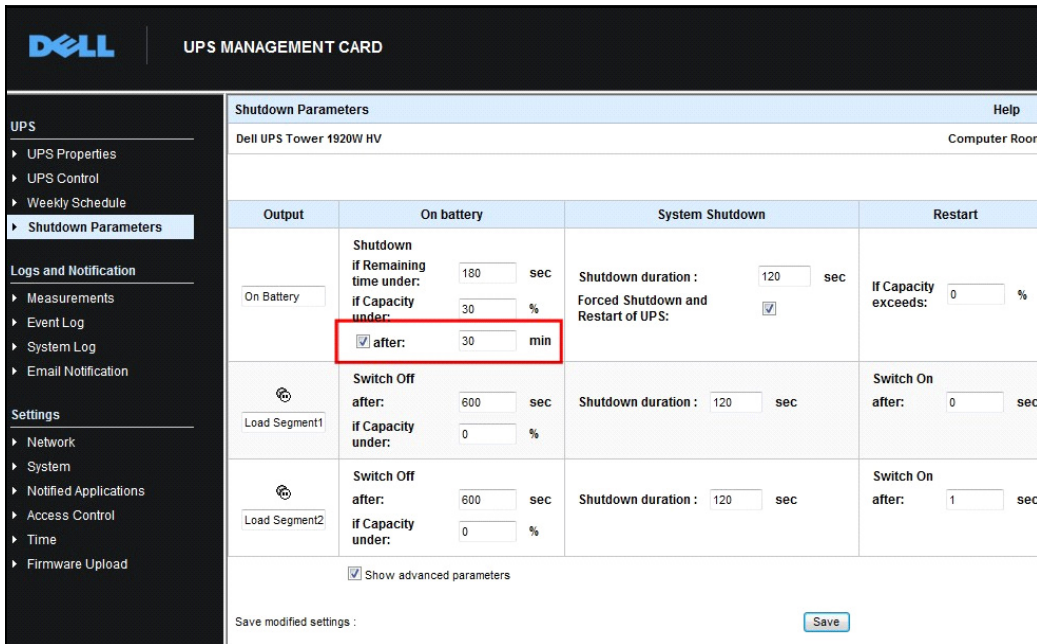 DELL
UPS MANAGEMENT CARD
UPS
UPS Properties
UPS Control
Weekly Schedule
Shutdown Parameters
Logs and Notification
Measurements
Event Log
System Log
Email Notification
Settings
Network
System
Notified Applications
Access Control
Time
Firmware Upload
Shutdown Parameters Help
Dell UPS Tower 1920W HV Computer Room
Output On battery System Shutdown Restart
On Battery
Shutdown
if Remaining time under: 180 sec
if Capacity under: 30 %
after: 30 min
Shutdown duration : 120 sec
Forced Shutdown and Restart of UPS:
If Capacity exceeds: 0 %
Load Segment1
Switch Off
after: 600 sec
if Capacity under: 0 %
Shutdown duration : 120 sec
Switch On
after: 0 sec
Load Segment2
Switch Off
after: 600 sec
if Capacity under: 0 %
Shutdown duration : 120 sec
Switch On
after: 1 sec
Show advanced parameters
Save modified settings : Save